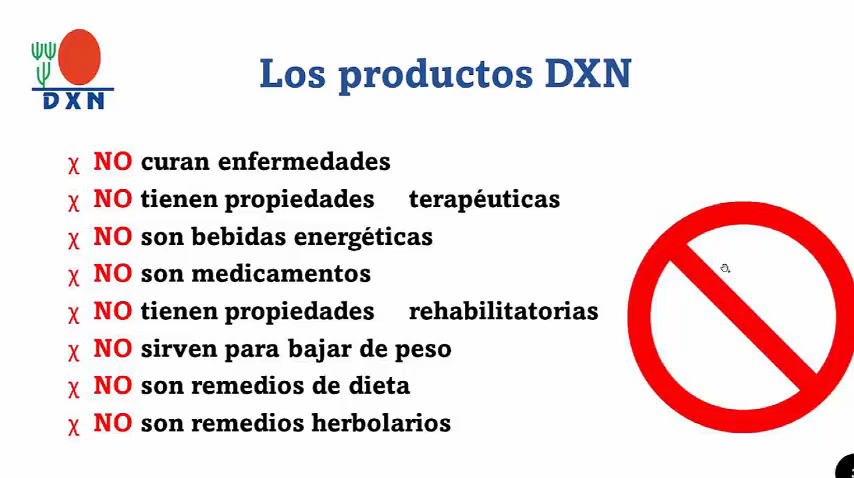 DXN
Los productos DXN
χ NO curan enfermedades
χ NO tienen propiedades terapéuticas
χ NO son bebidas energéticas
χ NO son medicamentos
χ NO tienen propiedades rehabilitatorias
χ NO sirven para bajar de peso
χ NO son remedios de dieta
χ NO son remedios herbolarios